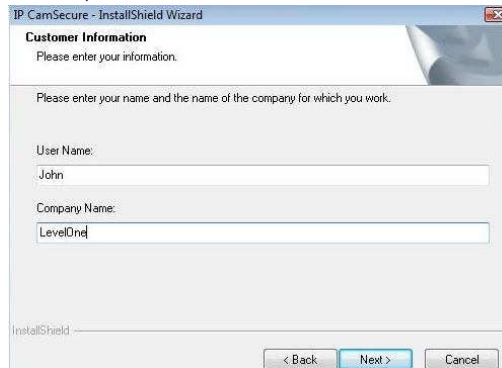 IP CamSecure - InstallShield Wizard
Customer Information
Please enter your information.
Please enter your name and the name of the company for which you work.
User Name:
John
Company Name:
LevelOne
InstallShield
< Back Next > Cancel